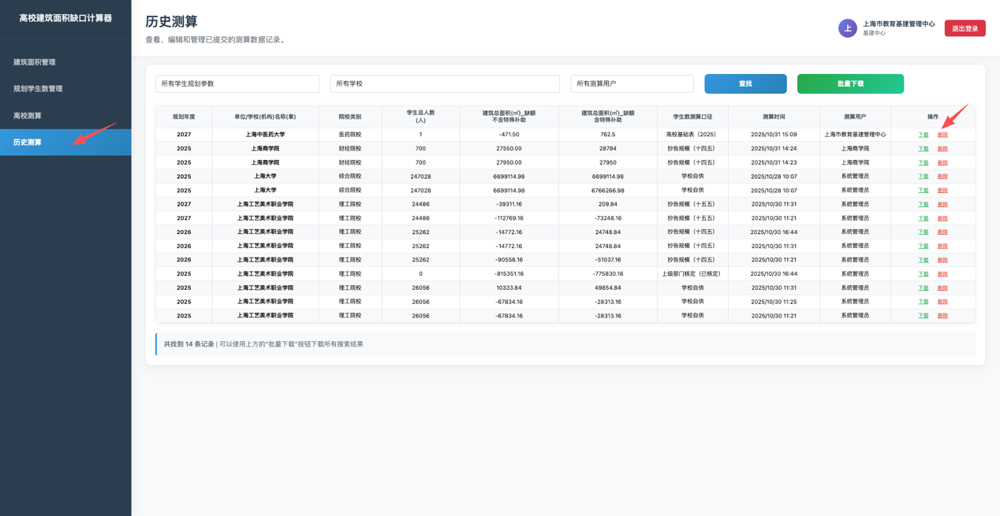 高校建筑面积缺口计算器
建筑面积管理
规划学生数管理
高校测算
历史测算
历史测算
查看、编辑和管理已提交的测算数据记录。
上
上海市教育基建管理中心
基建中心
退出登录
所有学生规划参数 所有学校 所有测算用户 查找 批量下载
规划年度 单位/学校(机构)名称(章) 院校类别 学生总人数(人) 建筑总面积(㎡)_缺额不含特殊补助 建筑总面积(㎡)_缺额含特殊补助 学生数测算口径 测算时间 测算用户 操作
2027 上海中医药大学 医药院校 1 -471.50 762.5 高校基础表（2025） 2025/10/31 15:09 上海市教育基建管理中心 下载 删除
2025 上海商学院 财经院校 700 27550.00 28784 抄告规模（十四五） 2025/10/31 14:24 上海商学院 下载 删除
2025 上海商学院 财经院校 700 27950.00 27950 抄告规模（十四五） 2025/10/31 14:23 上海商学院 下载 删除
2025 上海大学 综合院校 247028 6699114.98 6699114.98 学校自供 2025/10/28 10:07 系统管理员 下载 删除
2025 上海大学 综合院校 247028 6699114.98 6766266.98 学校自供 2025/10/28 10:07 系统管理员 下载 删除
2027 上海工艺美术职业学院 理工院校 24486 -39311.16 209.84 抄告规模（十五五） 2025/10/30 11:31 系统管理员 下载 删除
2027 上海工艺美术职业学院 理工院校 24486 -112769.16 -73248.16 抄告规模（十五五） 2025/10/30 11:21 系统管理员 下载 删除
2026 上海工艺美术职业学院 理工院校 25262 -14772.16 24748.84 抄告规模（十四五） 2025/10/30 16:44 系统管理员 下载 删除
2026 上海工艺美术职业学院 理工院校 25262 -14772.16 24748.84 抄告规模（十四五） 2025/10/30 11:31 系统管理员 下载 删除
2026 上海工艺美术职业学院 理工院校 25262 -90558.16 -51037.16 抄告规模（十四五） 2025/10/30 11:21 系统管理员 下载 删除
2025 上海工艺美术职业学院 理工院校 0 -815351.16 -775830.16 上级部门核定（已核定） 2025/10/30 16:44 系统管理员 下载 删除
2025 上海工艺美术职业学院 理工院校 26056 10333.84 49854.84 学校自供 2025/10/30 11:31 系统管理员 下载 删除
2025 上海工艺美术职业学院 理工院校 26056 -67834.16 -28313.16 学校自供 2025/10/30 11:25 系统管理员 下载 删除
2025 上海工艺美术职业学院 理工院校 26056 -67834.16 -28313.16 学校自供 2025/10/30 11:21 系统管理员 下载 删除
共找到 14 条记录 | 可以使用上方的"批量下载"按钮下载所有搜索结果